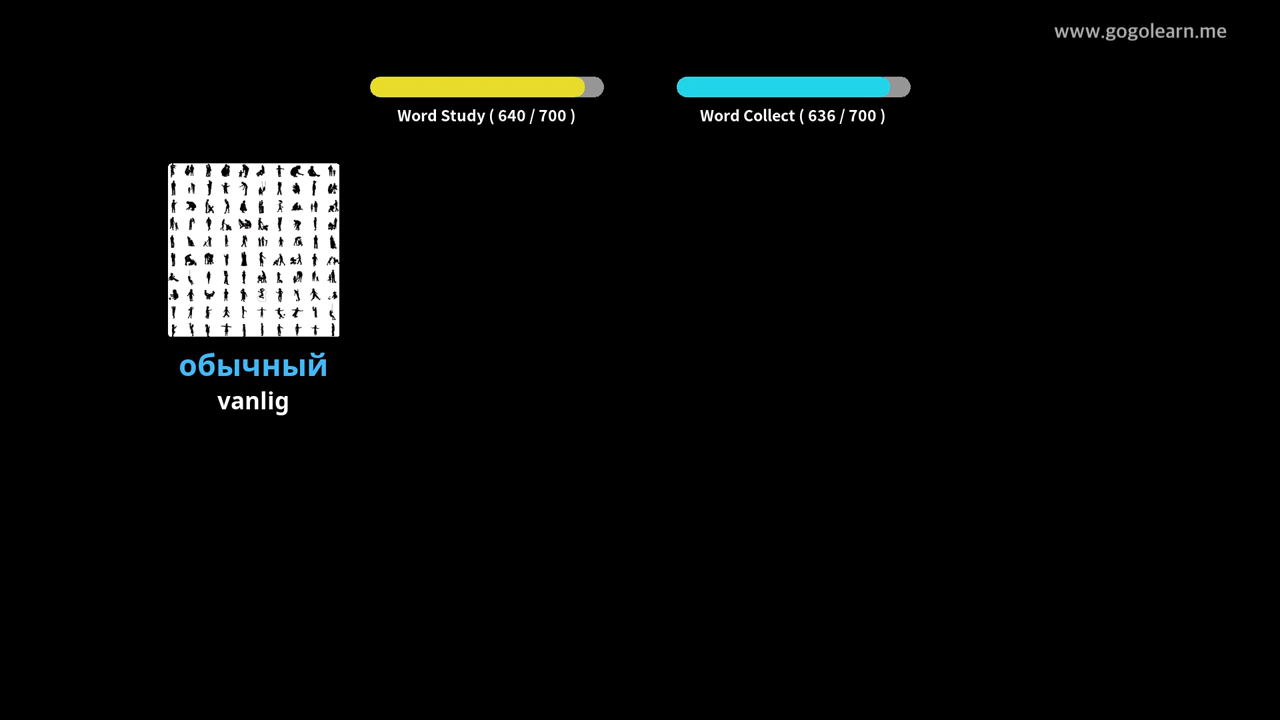 www.gogolearn.me
Word Study ( 640 / 700 )
Word Collect ( 636 / 700 )
обычный
vanlig